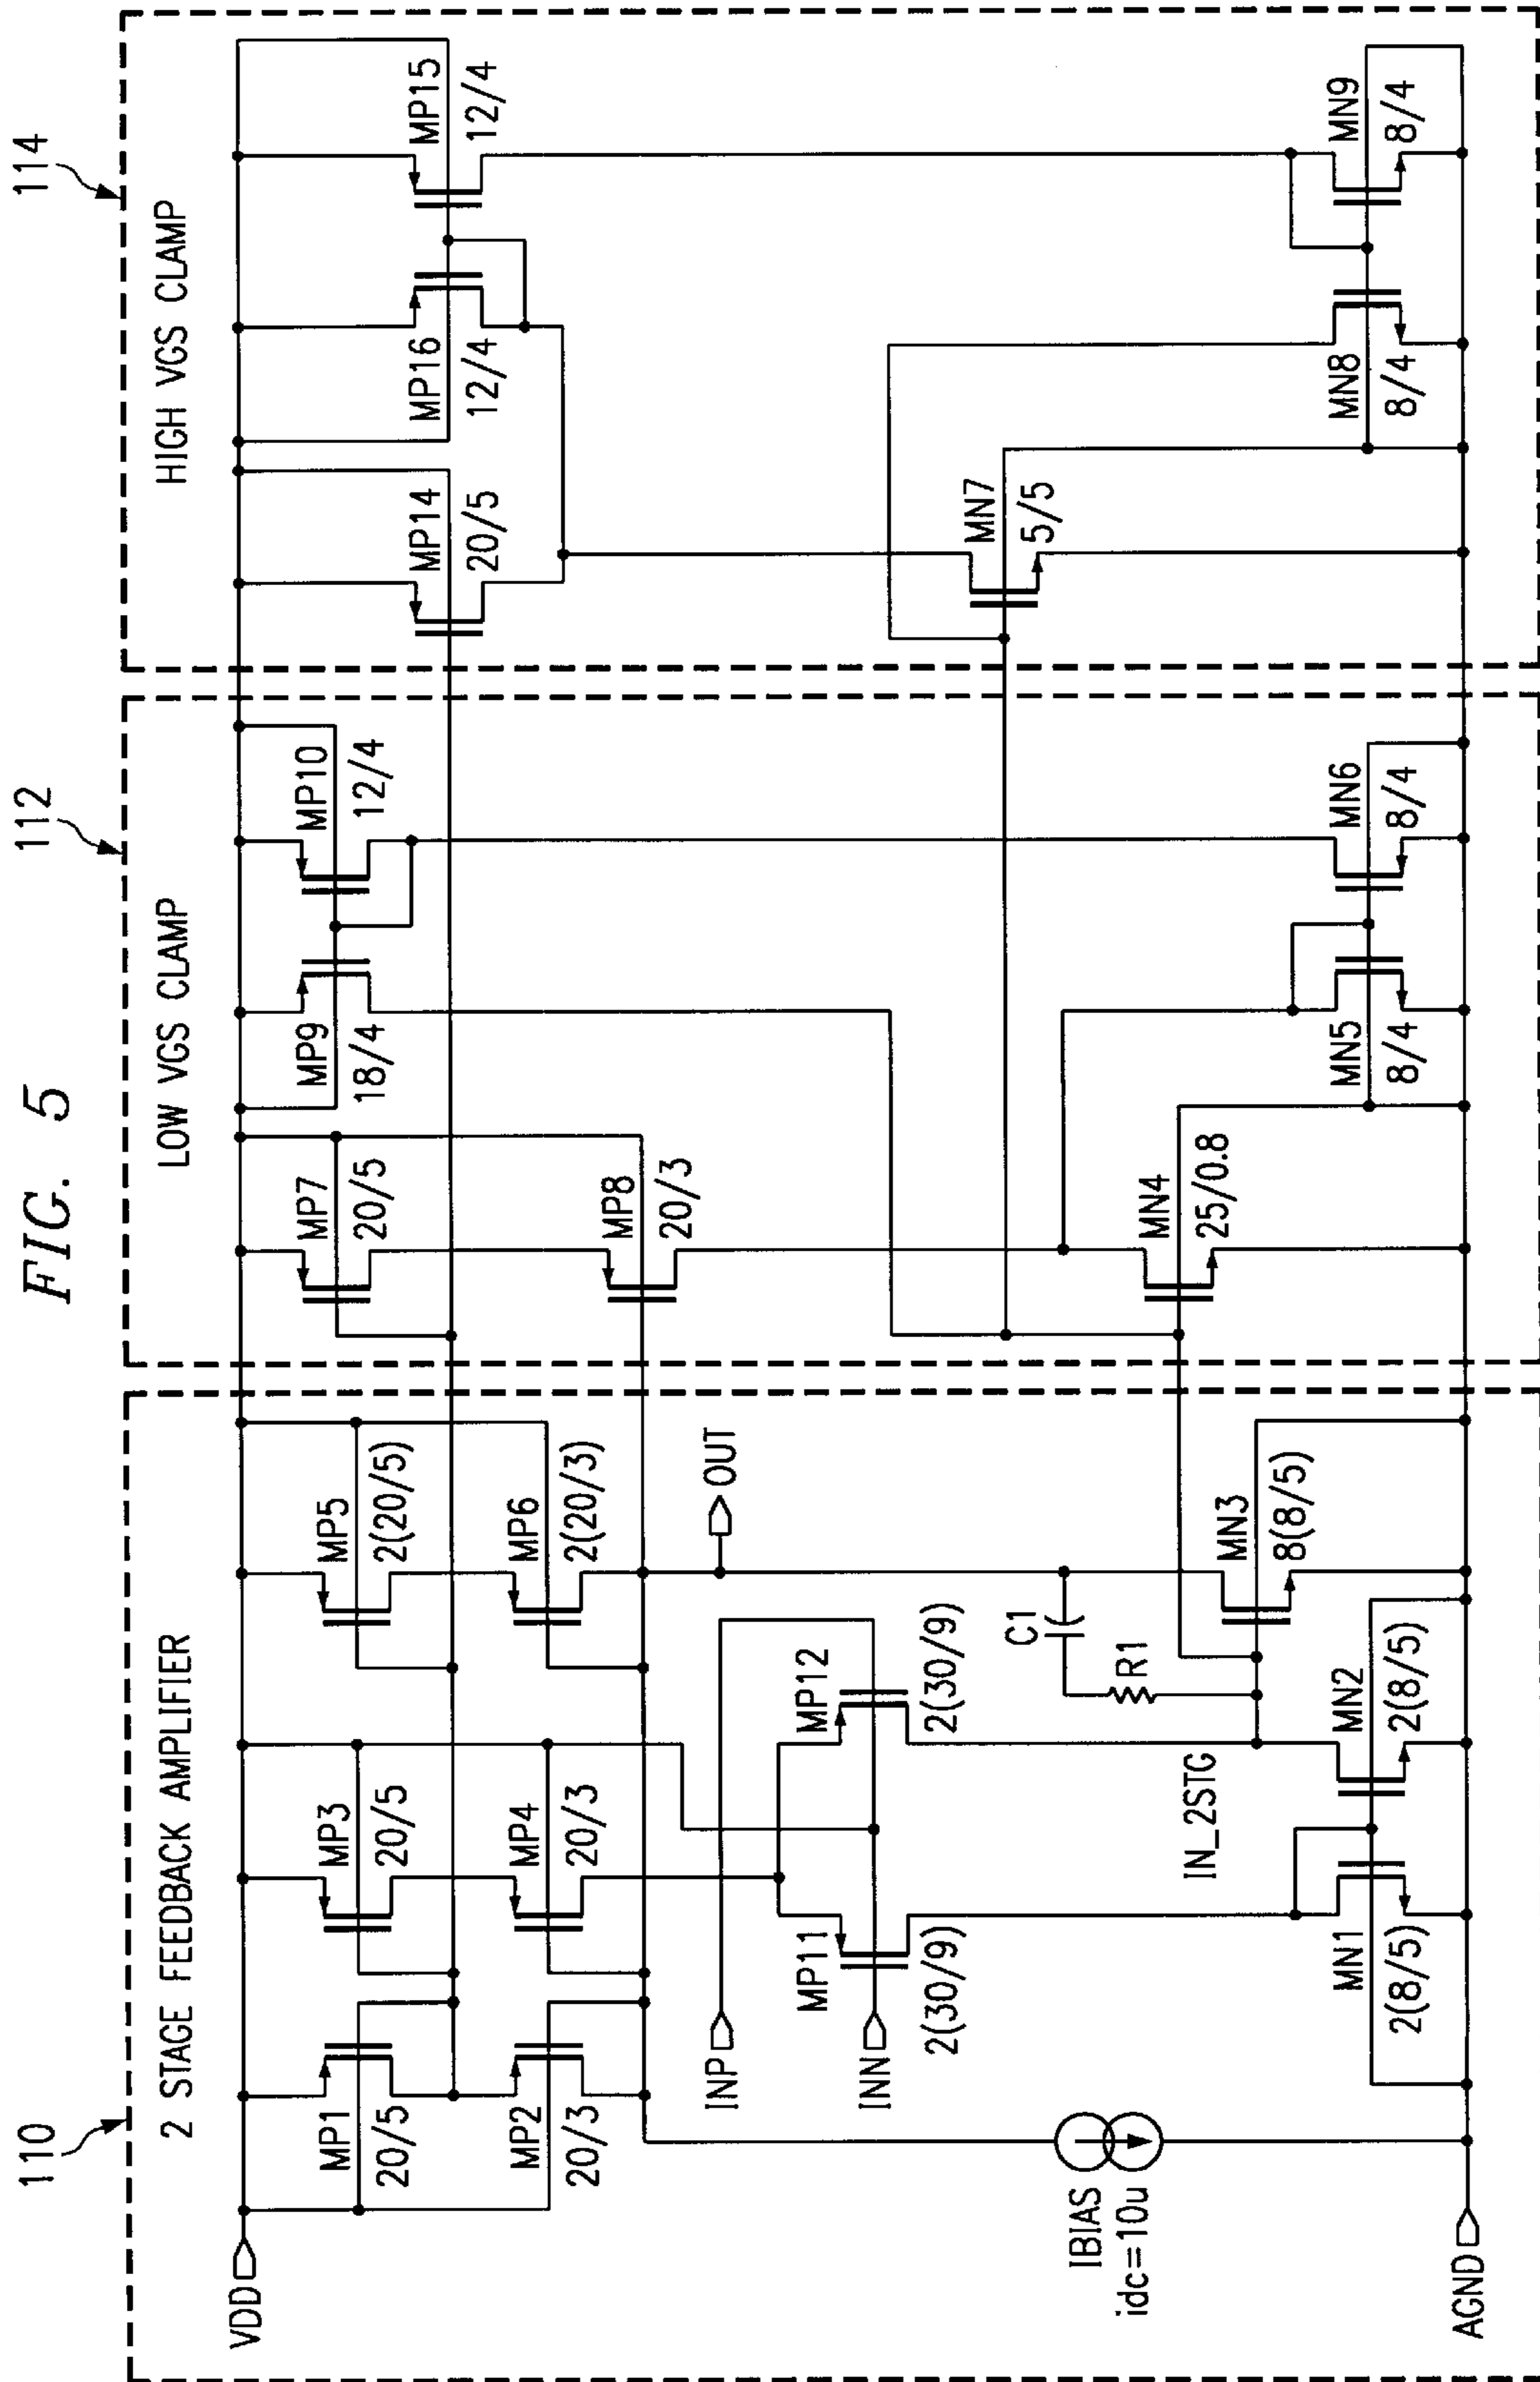 FIG. 5
110
112
114
2 STAGE FEEDBACK AMPLIFIER
LOW VGS CLAMP
HIGH VGS CLAMP
VDD
MP1
20/5
MP2
20/3
MP3
20/5
MP4
20/3
MP5
2(20/5)
MP6
2(20/3)
OUT
INP
INN
MP11
2(30/9)
MP12
2(30/9)
C1
R1
IN_2STG
MN1
2(8/5)
MN2
2(8/5)
MN3
8(8/5)
IBIAS
idc=10u
AGND
MP7
20/5
MP8
20/3
MP9
18/4
MP10
12/4
MN4
25/0.8
MN5
8/4
MN6
8/4
MP14
20/5
MP16
12/4
MP15
12/4
MN7
5/5
MN8
8/4
MN9
8/4